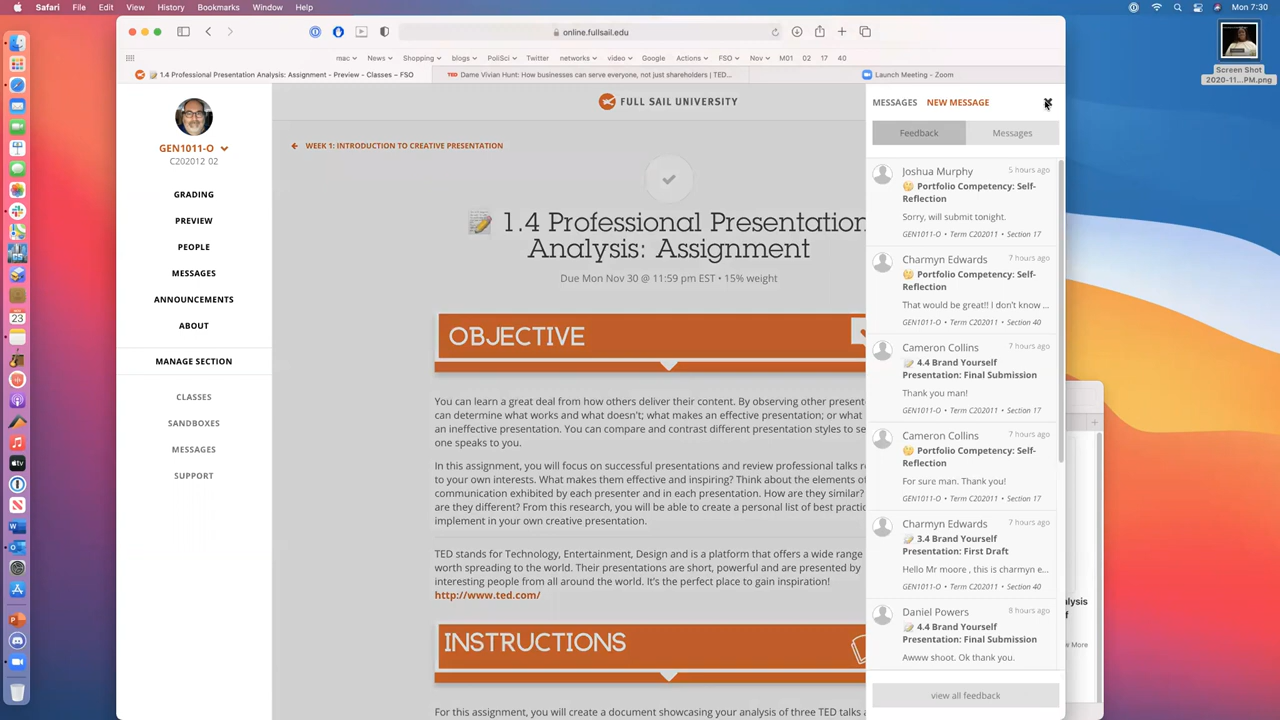 Safari File Edit View History Bookmarks Window Help
Mon 7:30
online.fullsail.edu
mac News Shopping blogs PoliSci Twitter networks video Google Actions FSO Nov M01 02 17 40
1.4 Professional Presentation Analysis: Assignment - Preview - Classes – FSO
TED Dame Vivian Hunt: How businesses can serve everyone, not just shareholders | TED...
Launch Meeting - Zoom
Screen Shot
2020-11...PM.png
GEN1011-O
C202012 02
GRADING
PREVIEW
PEOPLE
MESSAGES
ANNOUNCEMENTS
ABOUT
MANAGE SECTION
CLASSES
SANDBOXES
MESSAGES
SUPPORT
FULL SAIL UNIVERSITY
WEEK 1: INTRODUCTION TO CREATIVE PRESENTATION
1.4 Professional Presentation
Analysis: Assignment
Due Mon Nov 30 @ 11:59 pm EST • 15% weight
OBJECTIVE
You can learn a great deal from how others deliver their content. By observing other present
can determine what works and what doesn't; what makes an effective presentation; or what
an ineffective presentation. You can compare and contrast different presentation styles to se
one speaks to you.
In this assignment, you will focus on successful presentations and review professional talks r
to your own interests. What makes them effective and inspiring? Think about the elements o
communication exhibited by each presenter and in each presentation. How are they similar?
are they different? From this research, you will be able to create a personal list of best practic
implement in your own creative presentation.
TED stands for Technology, Entertainment, Design and is a platform that offers a wide range
worth spreading to the world. Their presentations are short, powerful and are presented by
interesting people from all around the world. It's the perfect place to gain inspiration!
http://www.ted.com/
INSTRUCTIONS
For this assignment, you will create a document showcasing your analysis of three TED talks
MESSAGES NEW MESSAGE
Feedback Messages
Joshua Murphy 5 hours ago
Portfolio Competency: Self-
Reflection
Sorry, will submit tonight.
GEN1011-O • Term C202011 • Section 17
Charmyn Edwards 7 hours ago
Portfolio Competency: Self-
Reflection
That would be great!! I don't know ...
GEN1011-O • Term C202011 • Section 40
Cameron Collins 7 hours ago
4.4 Brand Yourself
Presentation: Final Submission
Thank you man!
GEN1011-O • Term C202011 • Section 17
Cameron Collins 7 hours ago
Portfolio Competency: Self-
Reflection
For sure man. Thank you!
GEN1011-O • Term C202011 • Section 17
Charmyn Edwards 7 hours ago
3.4 Brand Yourself
Presentation: First Draft
Hello Mr moore , this is charmyn e...
GEN1011-O • Term C202011 • Section 40
Daniel Powers 8 hours ago
4.4 Brand Yourself
Presentation: Final Submission
Awww shoot. Ok thank you.
view all feedback
alysis
f
e More
23